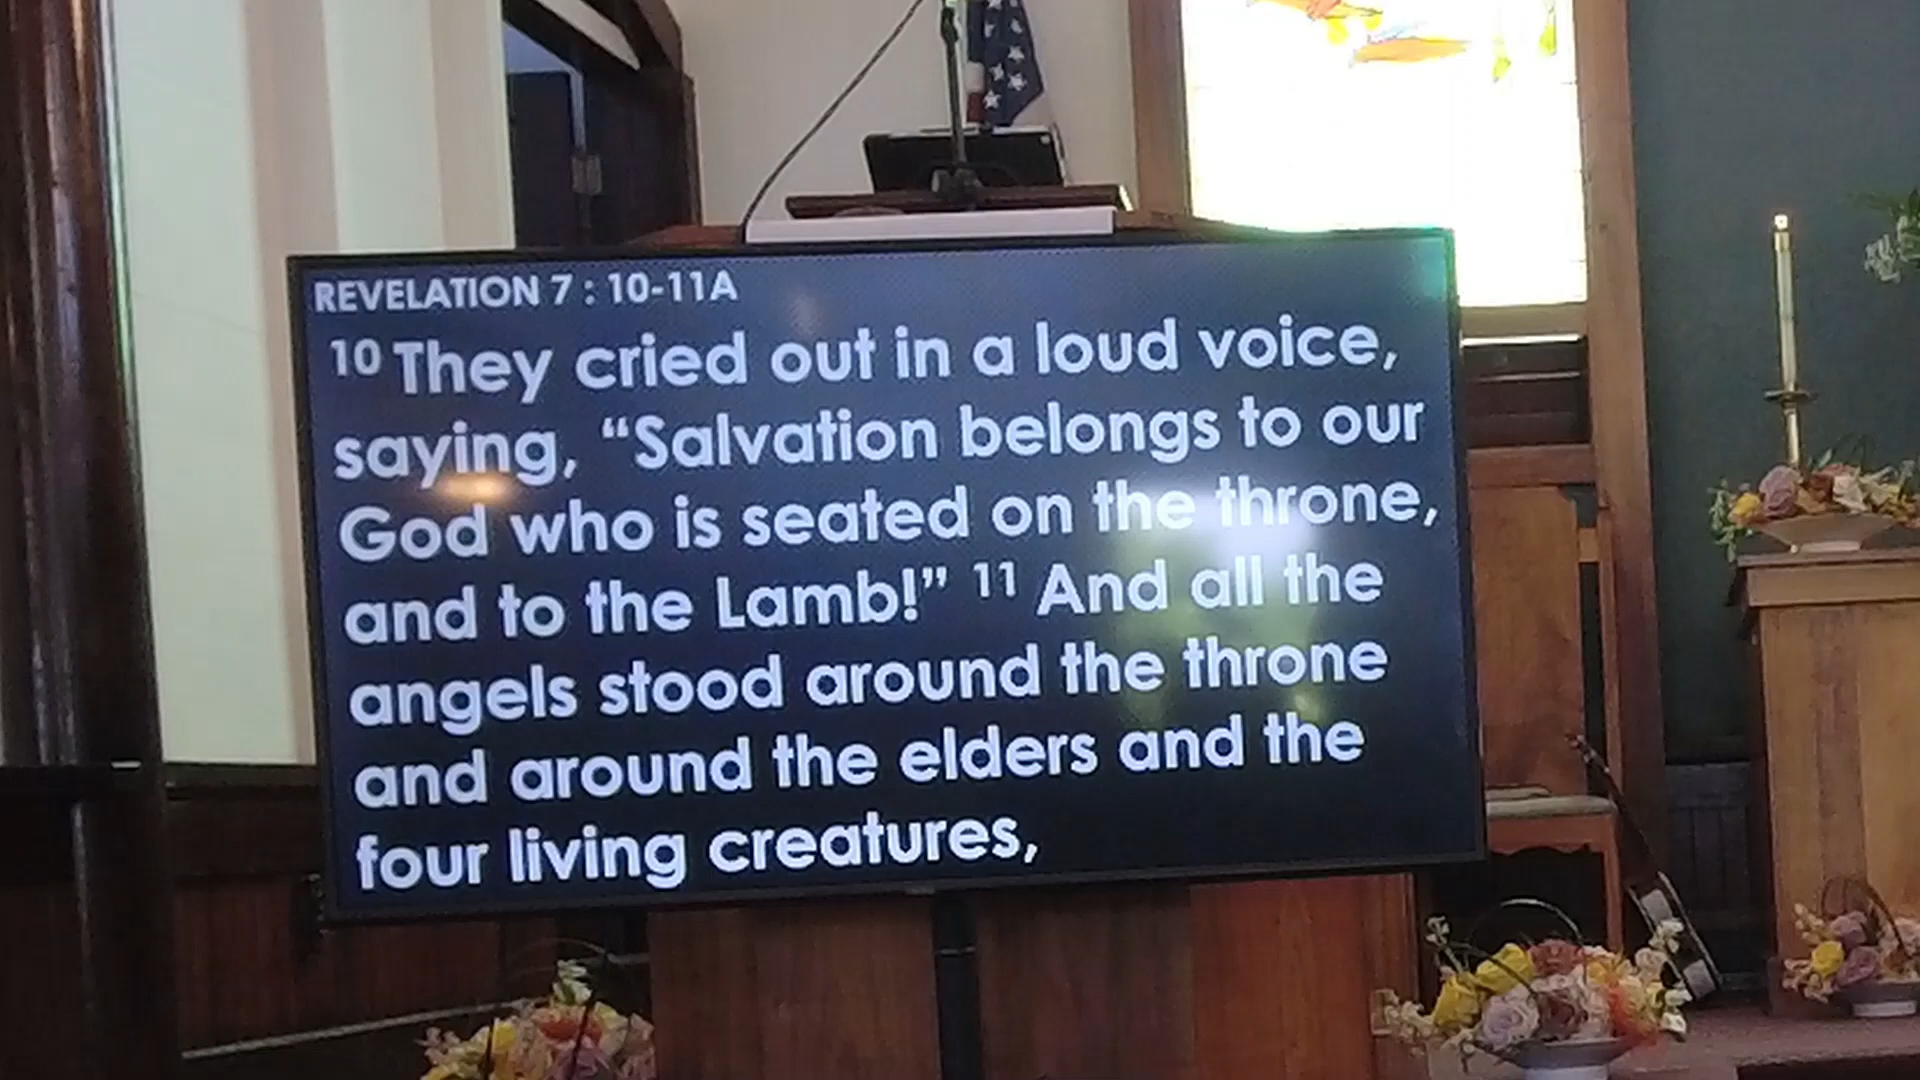 REVELATION 7 : 10-11A
10 They cried out in a loud voice,
saying, “Salvation belongs to our
God who is seated on the throne,
and to the Lamb!” 11 And all the
angels stood around the throne
and around the elders and the
four living creatures,